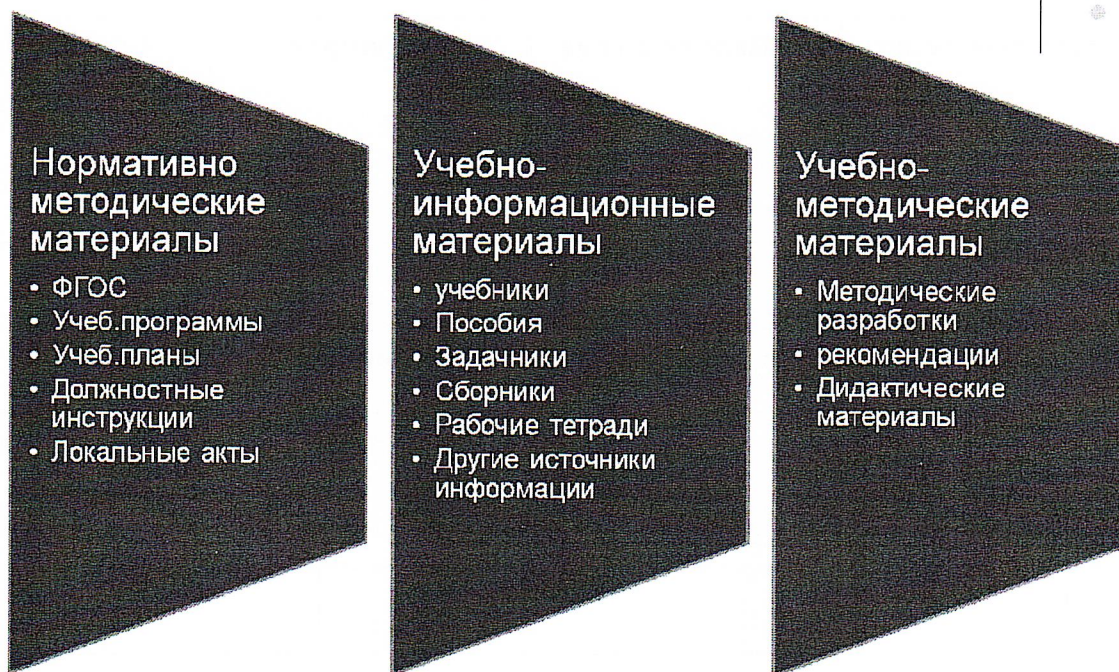 Нормативно
методические
материалы
• ФГОС
• Учеб.программы
• Учеб.планы
• Должностные
инструкции
• Локальные акты
Учебно-
информационные
материалы
• учебники
• Пособия
• Задачники
• Сборники
• Рабочие тетради
• Другие источники
информации
Учебно-
методические
материалы
• Методические
разработки
• рекомендации
• Дидактические
материалы